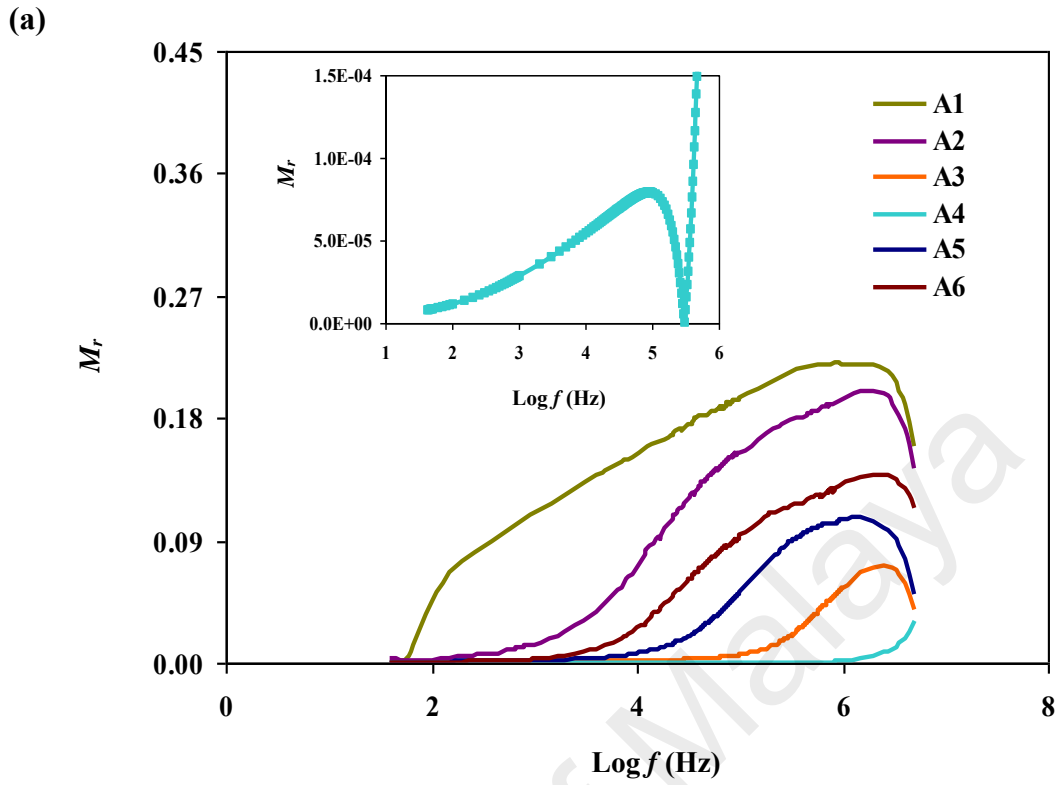 (a)
0.45
0.36
0.27
0.18
0.09
0.00
M_r
0 2 4 6 8
Log f (Hz)
1.5E-04
1.0E-04
5.0E-05
0.0E+00
M_r
1 2 3 4 5 6
Log f (Hz)
A1
A2
A3
A4
A5
A6
f Malaya